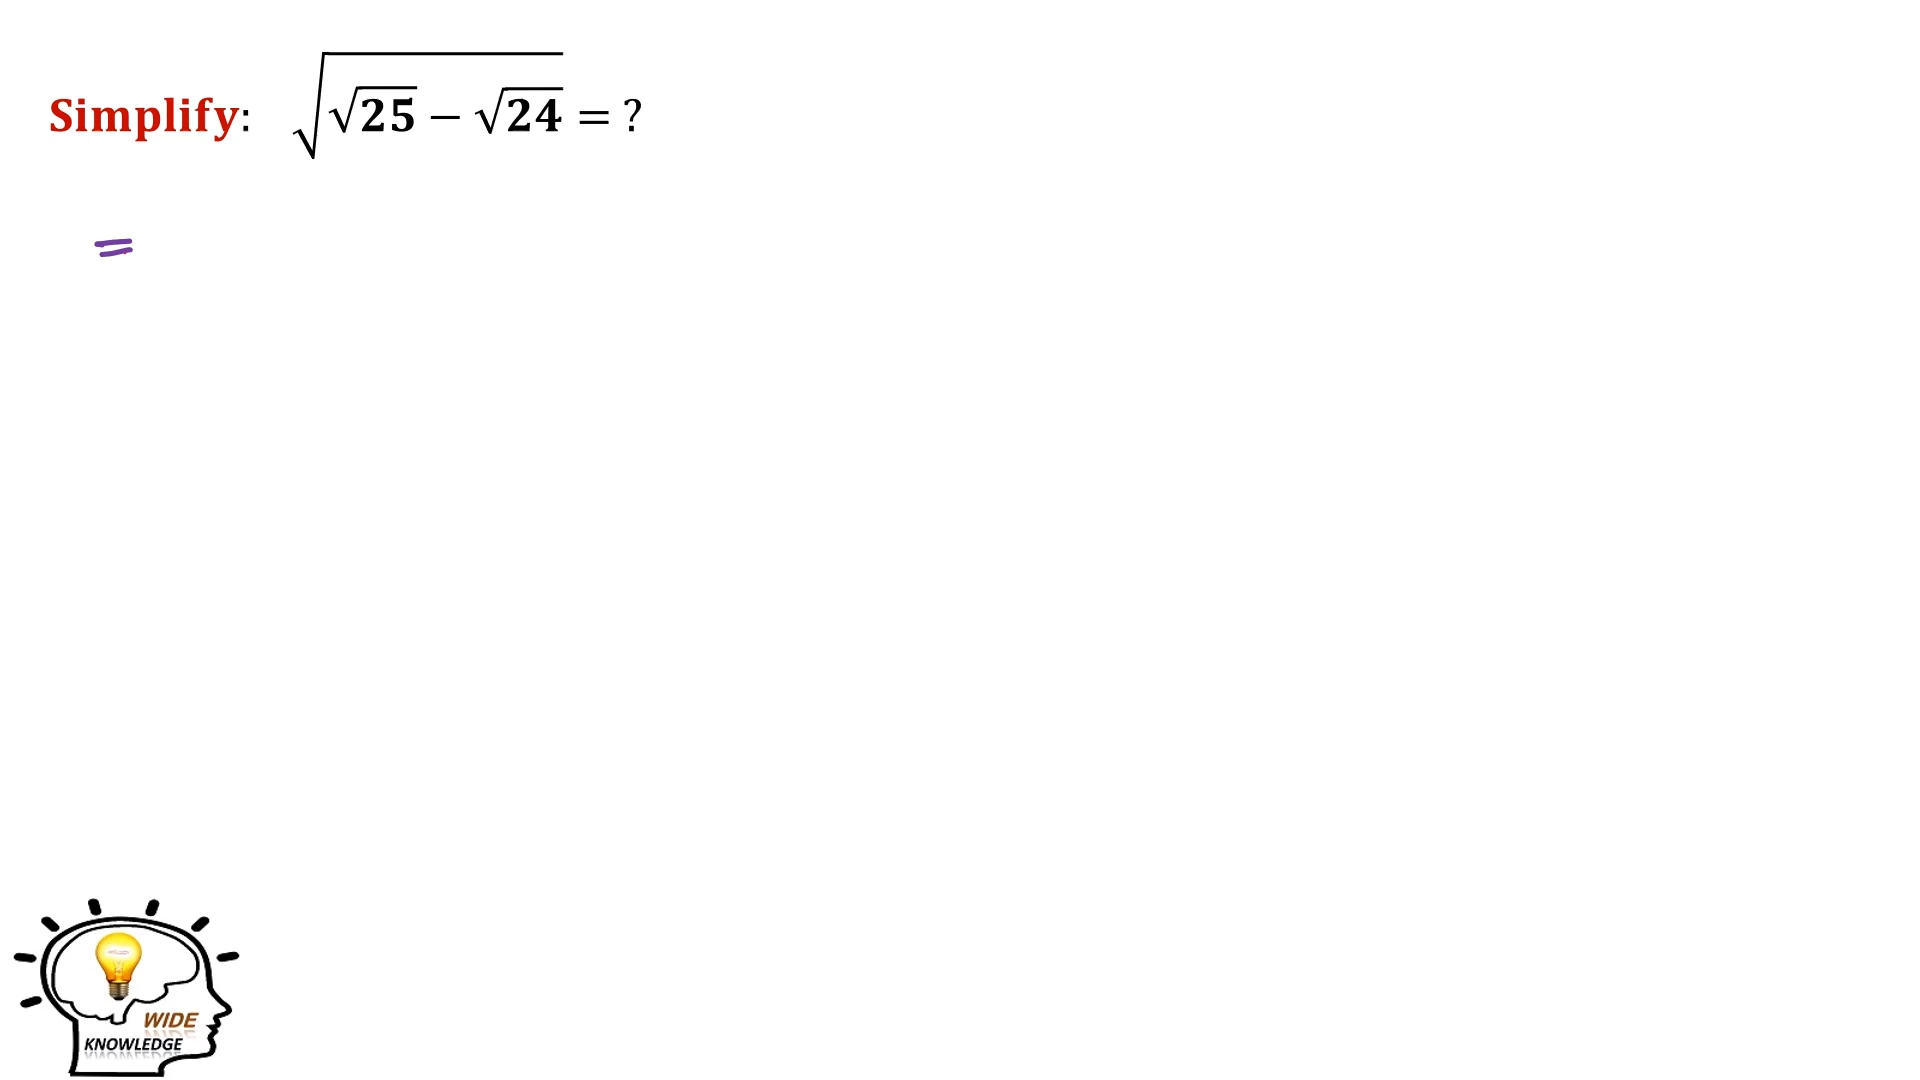 Simplify: √(√25 − √24) = ?
=
WIDE
KNOWLEDGE